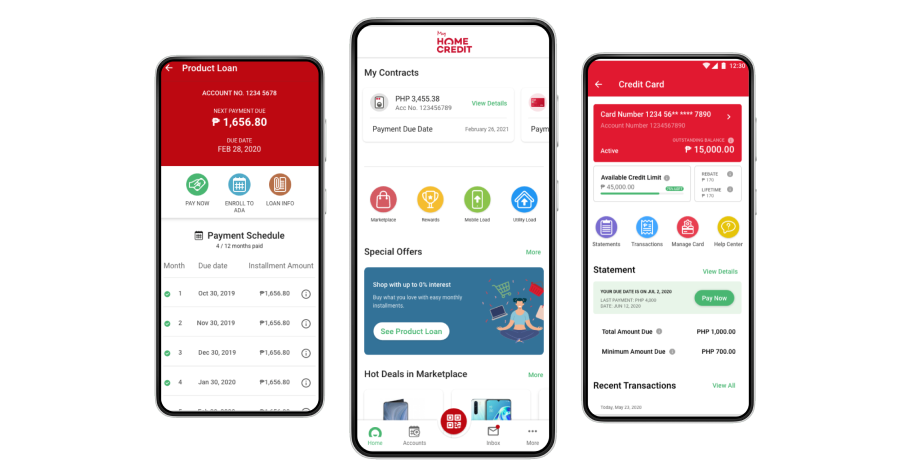 Product Loan
ACCOUNT NO. 1234 5678
NEXT PAYMENT DUE
₱ 1,656.80
DUE DATE
FEB 28, 2020
PAY NOW
ENROLL TO ADA
LOAN INFO
Payment Schedule
4 / 12 months paid
Month Due date Installment Amount
1 Oct 30, 2019 ₱1,656.80
2 Nov 30, 2019 ₱1,656.80
3 Dec 30, 2019 ₱1,656.80
4 Jan 30, 2020 ₱1,656.80
My
HOME
CREDIT
My Contracts
PHP 3,455.38
Acc No. 123456789
View Details
Payment Due Date February 26, 2021
Paym
Marketplace
Rewards
Mobile Load
Utility Load
Special Offers More
Shop with up to 0% interest
Buy what you love with easy monthly
installments.
See Product Loan
Hot Deals in Marketplace More
Home
Accounts
Inbox
More
12:30
Credit Card
Card Number 1234 56** **** 7890
Account Number 1234567890
OUTSTANDING BALANCE
Active ₱ 15,000.00
Available Credit Limit
₱ 45,000.00
REBATE
LIFETIME
Statements
Transactions
Manage Card
Help Center
Statement View Details
YOUR DUE DATE IS ON JUL 2, 2020
LAST PAYMENT: PHP 4,000
DATE: JUN 12, 2020
Pay Now
Total Amount Due PHP 1,000.00
Minimum Amount Due PHP 700.00
Recent Transactions View All
Today, May 23, 2020